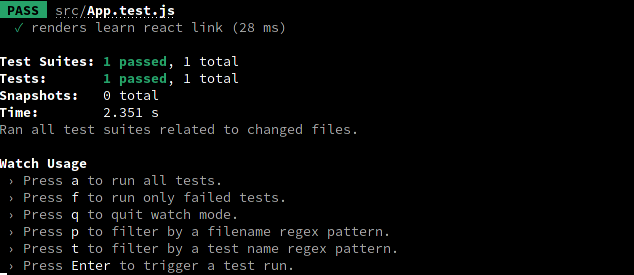 PASS src/App.test.js
✓ renders learn react link (28 ms)
Test Suites: 1 passed, 1 total
Tests: 1 passed, 1 total
Snapshots: 0 total
Time: 2.351 s
Ran all test suites related to changed files.
Watch Usage
› Press a to run all tests.
› Press f to run only failed tests.
› Press q to quit watch mode.
› Press p to filter by a filename regex pattern.
› Press t to filter by a test name regex pattern.
› Press Enter to trigger a test run.